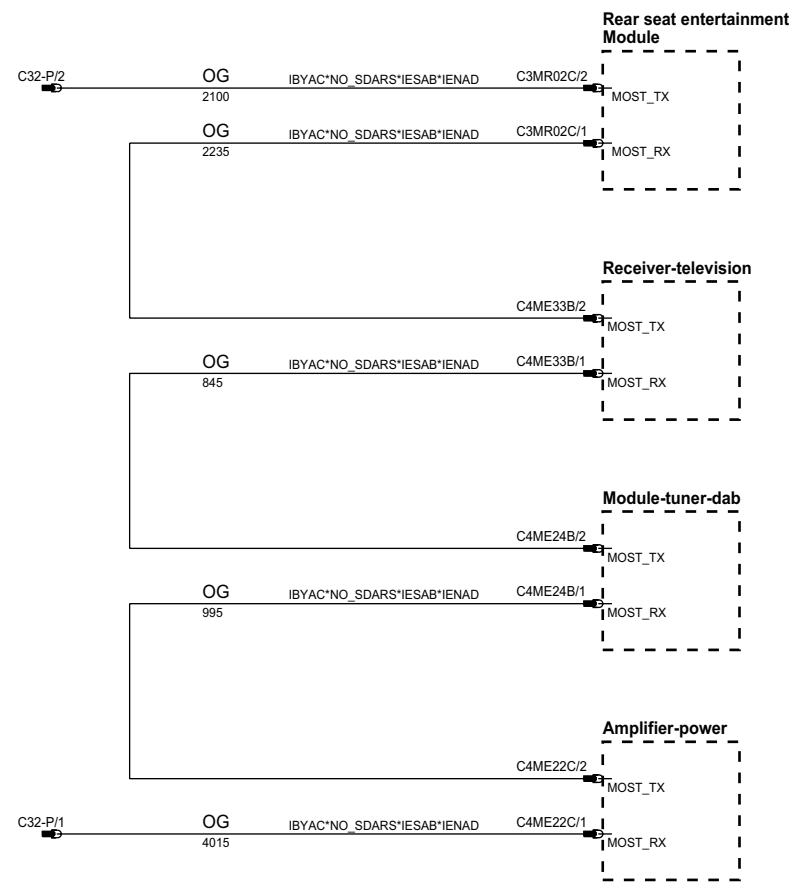 Rear seat entertainment
Module
C32-P/2
OG
IBYAC*NO_SDARS*IESAB*IENAD
C3MR02C/2
2100
MOST_TX
OG
IBYAC*NO_SDARS*IESAB*IENAD
C3MR02C/1
2235
MOST_RX
Receiver-television
C4ME33B/2
MOST_TX
OG
IBYAC*NO_SDARS*IESAB*IENAD
C4ME33B/1
845
MOST_RX
Module-tuner-dab
C4ME24B/2
MOST_TX
OG
IBYAC*NO_SDARS*IESAB*IENAD
C4ME24B/1
995
MOST_RX
Amplifier-power
C4ME22C/2
MOST_TX
C32-P/1
OG
IBYAC*NO_SDARS*IESAB*IENAD
C4ME22C/1
4015
MOST_RX